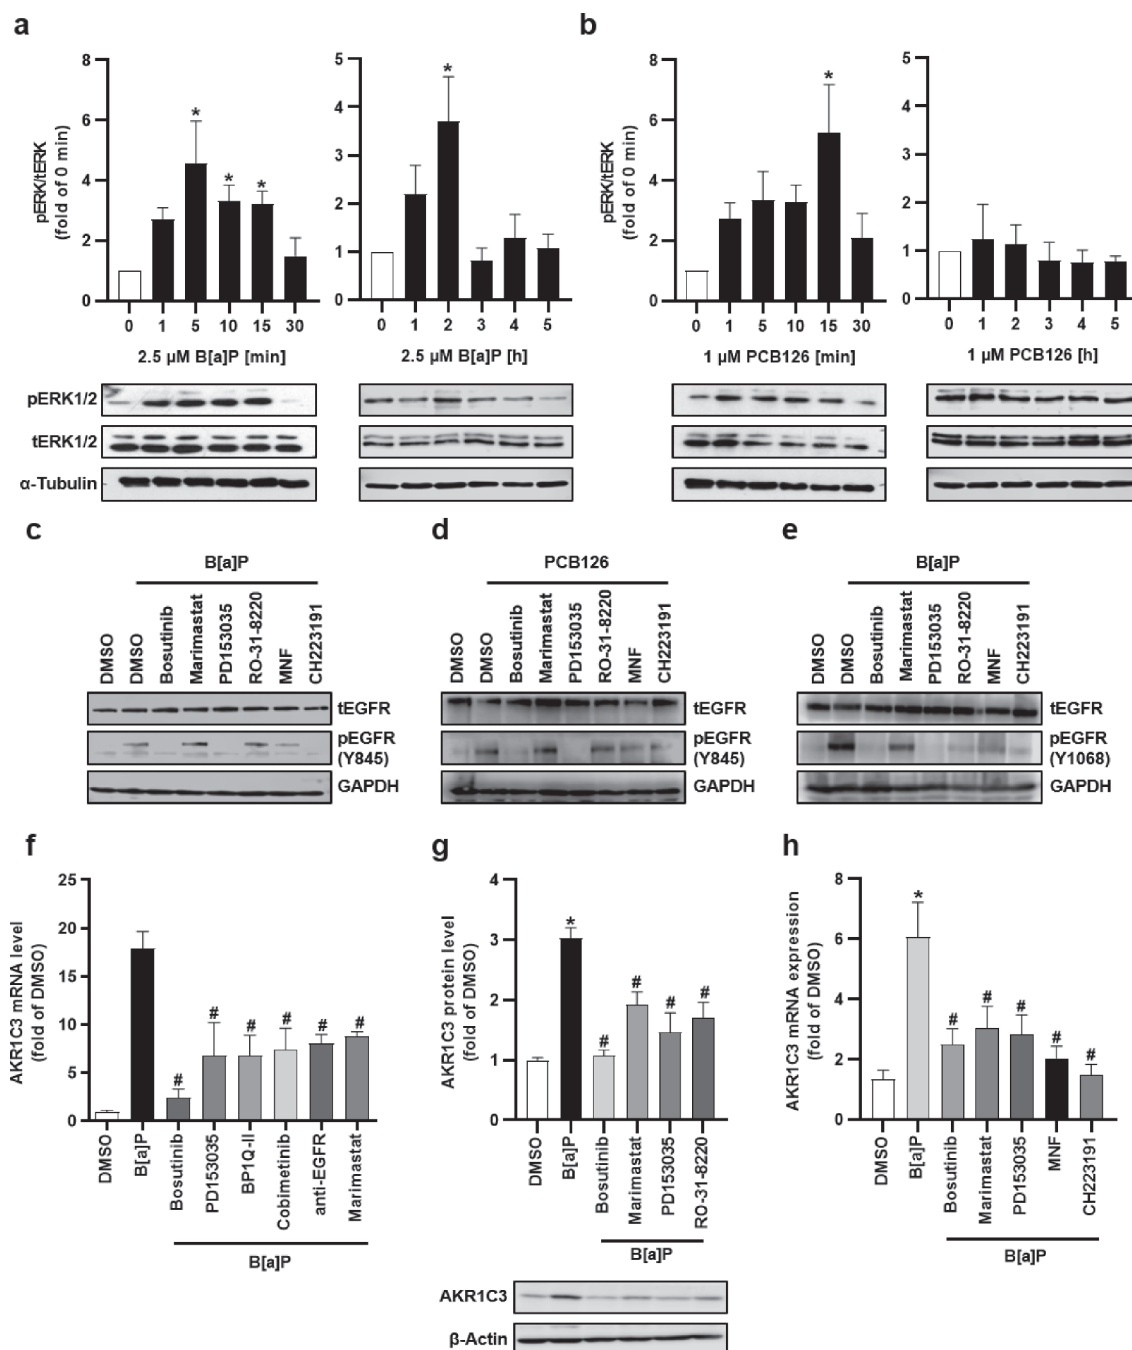 a
b
pERK/tERK
(fold of 0 min)
8
6
4
2
0
*
*
*
0 1 5 10 15 30
2.5 µM B[a]P [min]
5
4
3
2
1
0
*
0 1 2 3 4 5
2.5 µM B[a]P [h]
pERK/tERK
(fold of 0 min)
8
6
4
2
0
*
0 1 5 10 15 30
1 µM PCB126 [min]
5
4
3
2
1
0
0 1 2 3 4 5
1 µM PCB126 [h]
pERK1/2
tERK1/2
α-Tubulin
c
B[a]P
DMSO
DMSO
Bosutinib
Marimastat
PD153035
RO-31-8220
MNF
CH223191
tEGFR
pEGFR
(Y845)
GAPDH
d
PCB126
DMSO
DMSO
Bosutinib
Marimastat
PD153035
RO-31-8220
MNF
CH223191
tEGFR
pEGFR
(Y845)
GAPDH
e
B[a]P
DMSO
DMSO
Bosutinib
Marimastat
PD153035
RO-31-8220
MNF
CH223191
tEGFR
pEGFR
(Y1068)
GAPDH
f
AKR1C3 mRNA level
(fold of DMSO)
25
20
15
10
5
0
#
#
#
#
#
#
DMSO
B[a]P
Bosutinib
PD153035
BP1Q-II
Cobimetinib
anti-EGFR
Marimastat
B[a]P
g
AKR1C3 protein level
(fold of DMSO)
4
3
2
1
0
*
#
#
#
#
DMSO
B[a]P
Bosutinib
Marimastat
PD153035
RO-31-8220
B[a]P
AKR1C3
β-Actin
h
AKR1C3 mRNA expression
(fold of DMSO)
8
6
4
2
0
*
#
#
#
#
#
DMSO
B[a]P
Bosutinib
Marimastat
PD153035
MNF
CH223191
B[a]P